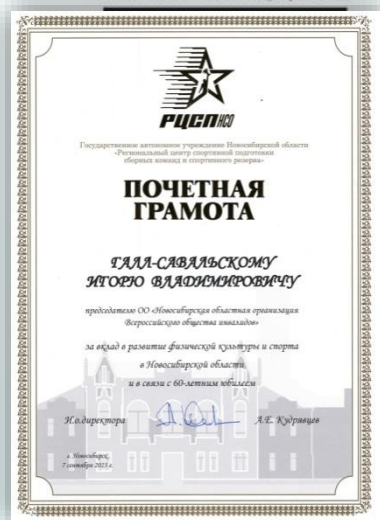 РЦСП НСО
Государственное автономное учреждение Новосибирской области
«Региональный центр спортивной подготовки
сборных команд и спортивного резерва»
ПОЧЕТНАЯ
ГРАМОТА
ГАЛЛ-САВАЛЬСКОМУ
ИГОРЮ ВЛАДИМИРОВИЧУ
председателю ОО «Новосибирская областная организация
Всероссийского общества инвалидов»
за вклад в развитие физической культуры и спорта
в Новосибирской области
и в связи с 60-летним юбилеем
И.о.директора А.Е. Кудрявцев
г. Новосибирск,
7 сентября 2023 г.